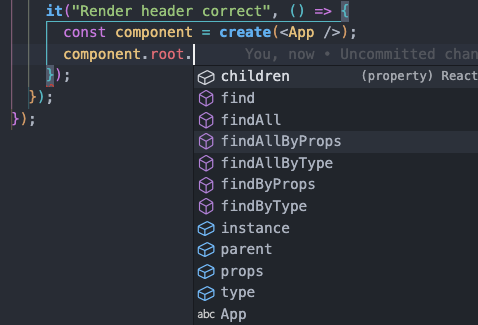 it("Render header correct", () => {
const component = create(<App />);
component.root. You, now • Uncommitted chan
});
});
});
children (property) React
find
findAll
findAllByProps
findAllByType
findByProps
findByType
instance
parent
props
type
abc App